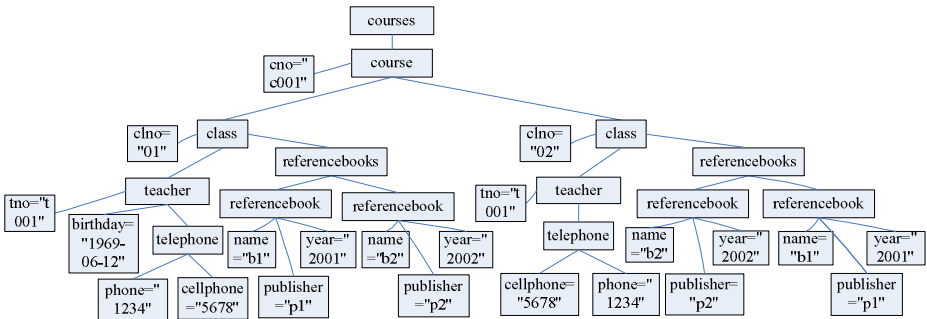 courses
cno="
c001"
course
clno=
"01"
class
clno=
"02"
class
referencebooks
referencebooks
tno="t
001"
teacher
tno="t
001"
teacher
referencebook
referencebook
referencebook
referencebook
birthday=
"1969-
06-12"
telephone
name
="b1"
year="
2001"
name
="b2"
year="
2002"
telephone
name
="b2"
year="
2002"
name=
"b1"
year="
2001"
phone="
1234"
cellphone
="5678"
publisher
="p1"
publisher
="p2"
cellphone=
"5678"
phone="
1234"
publisher=
"p2"
publisher
="p1"